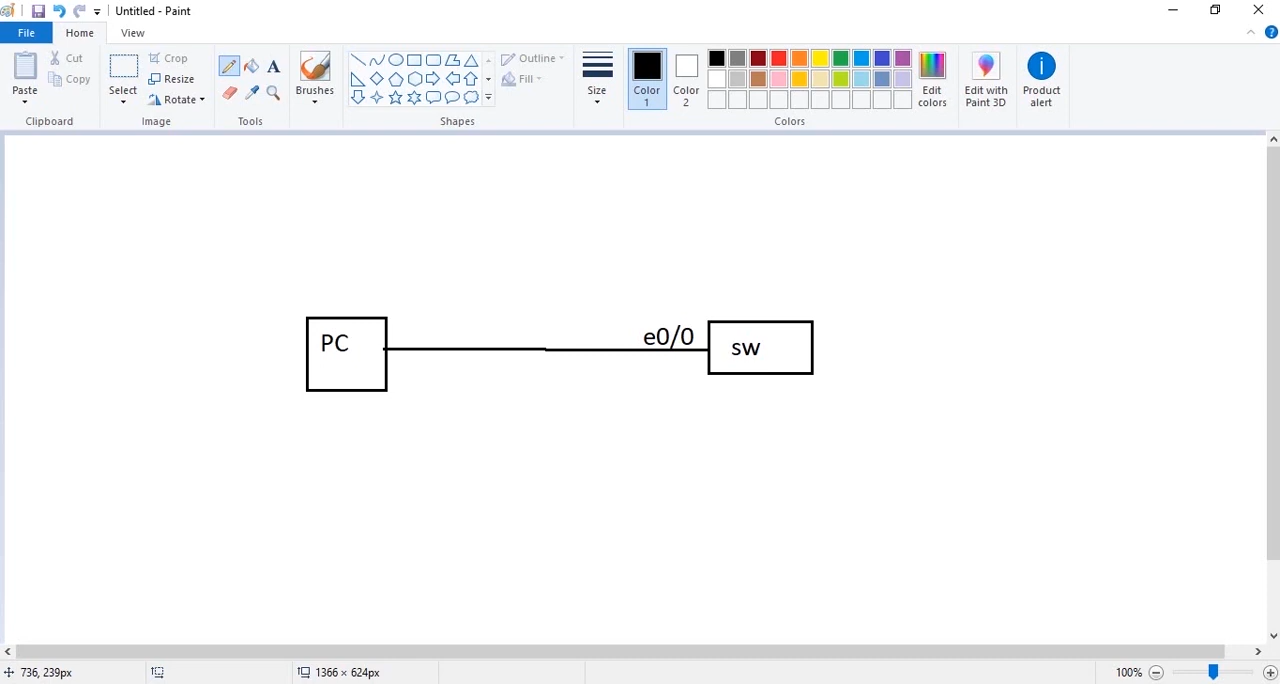 Untitled - Paint
File
Home
View
Paste
Cut
Copy
Clipboard
Select
Crop
Resize
Rotate
Image
A
Tools
Brushes
Shapes
Outline
Fill
Size
Color 1
Color 2
Colors
Edit colors
Edit with Paint 3D
Product alert
PC
e0/0
sw
736, 239px
1366 × 624px
100%